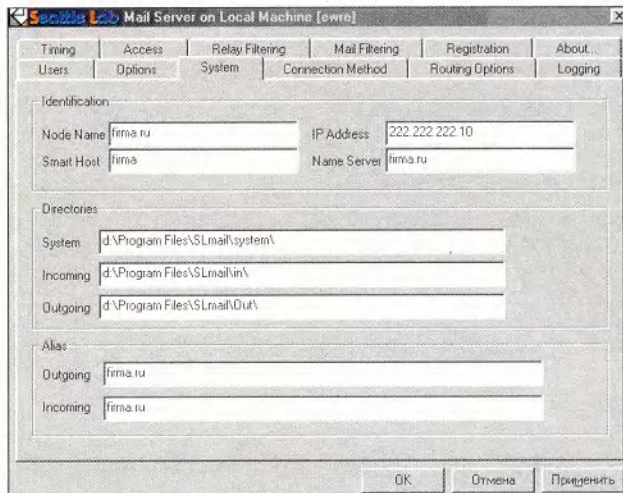 Seattle Lab Mail Server on Local Machine [ewre]
Timing Access Relay Filtering Mail Filtering Registration About...
Users Options System Connection Method Routing Options Logging
Identification
Node Name firma.ru IP Address 222.222.222.10
Smart Host firma Name Server firma.ru
Directories
System d:\Program Files\SLmail\system\
Incoming d:\Program Files\SLmail\in\
Outgoing d:\Program Files\SLmail\Out\
Alias
Outgoing firma.ru
Incoming firma.ru
OK Отмена Применить